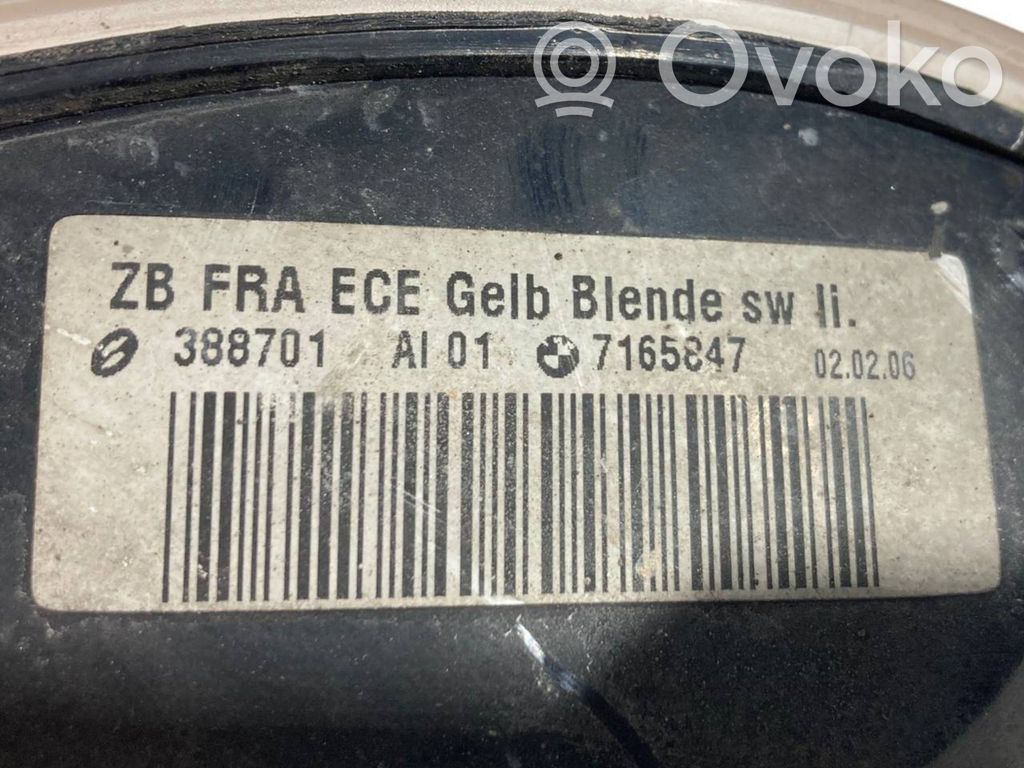 Ovoko
ZB FRA ECE Gelb Blende sw li.
388701 AI 01 7165847 02.02.06